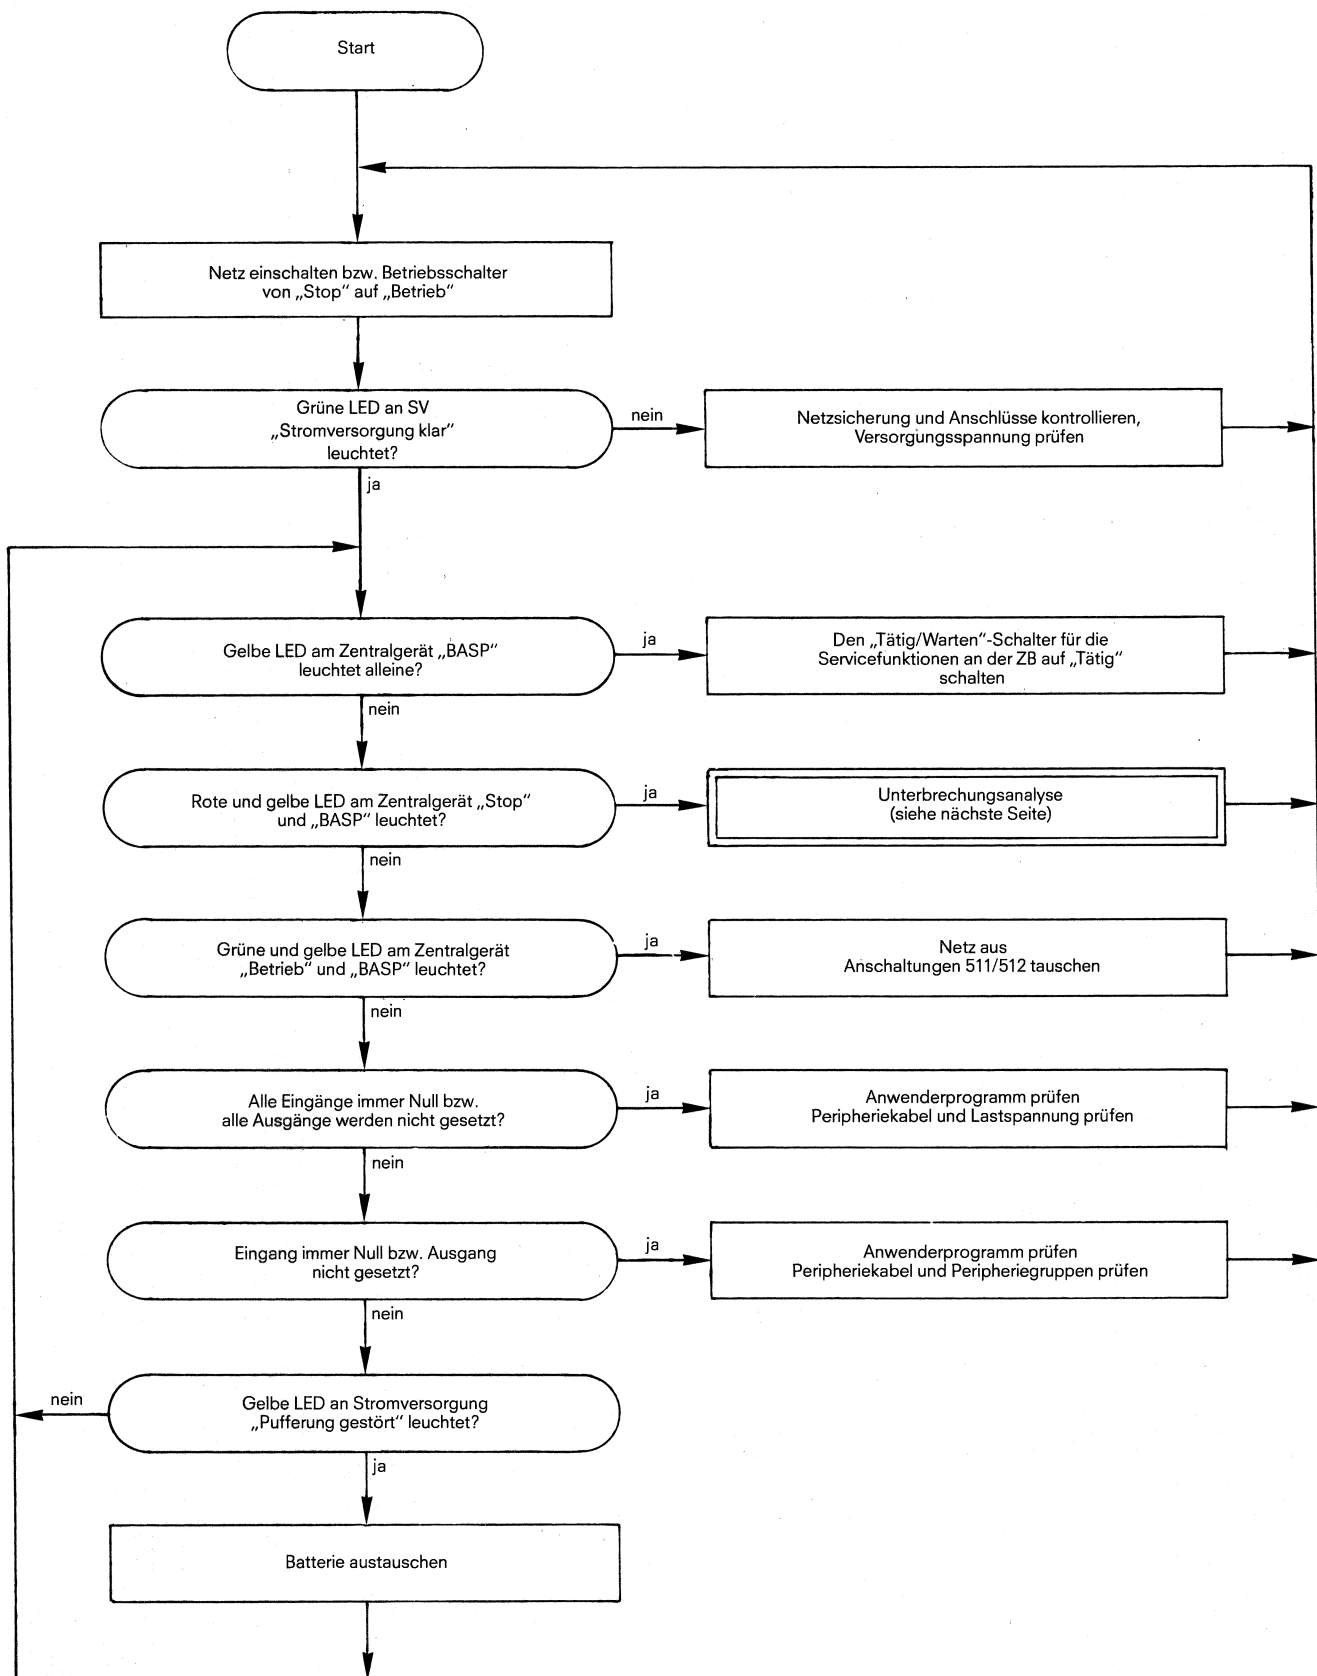 Start
Netz einschalten bzw. Betriebsschalter
von „Stop“ auf „Betrieb“
Grüne LED an SV
„Stromversorgung klar“
leuchtet?
nein
Netzsicherung und Anschlüsse kontrollieren,
Versorgungsspannung prüfen
ja
Gelbe LED am Zentralgerät „BASP“
leuchtet alleine?
ja
Den „Tätig/Warten“-Schalter für die
Servicefunktionen an der ZB auf „Tätig“
schalten
nein
Rote und gelbe LED am Zentralgerät „Stop“
und „BASP“ leuchtet?
ja
Unterbrechungsanalyse
(siehe nächste Seite)
nein
Grüne und gelbe LED am Zentralgerät
„Betrieb“ und „BASP“ leuchtet?
ja
Netz aus
Anschaltungen 511/512 tauschen
nein
Alle Eingänge immer Null bzw.
alle Ausgänge werden nicht gesetzt?
ja
Anwenderprogramm prüfen
Peripheriekabel und Lastspannung prüfen
nein
Eingang immer Null bzw. Ausgang
nicht gesetzt?
ja
Anwenderprogramm prüfen
Peripheriekabel und Peripheriegruppen prüfen
nein
Gelbe LED an Stromversorgung
„Pufferung gestört“ leuchtet?
nein
ja
Batterie austauschen